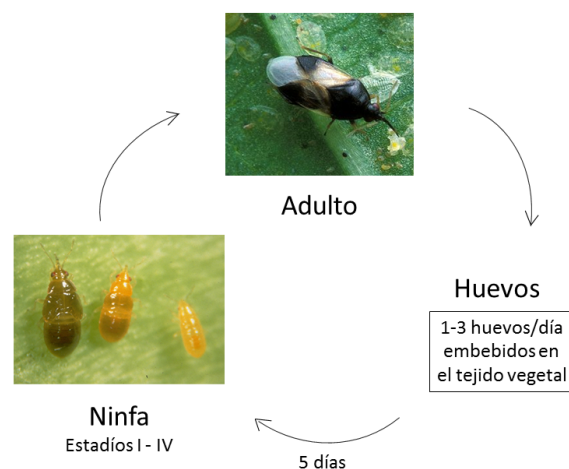 Adulto
Huevos
1-3 huevos/día
embebidos en
el tejido vegetal
Ninfa
Estadíos I - IV
5 días